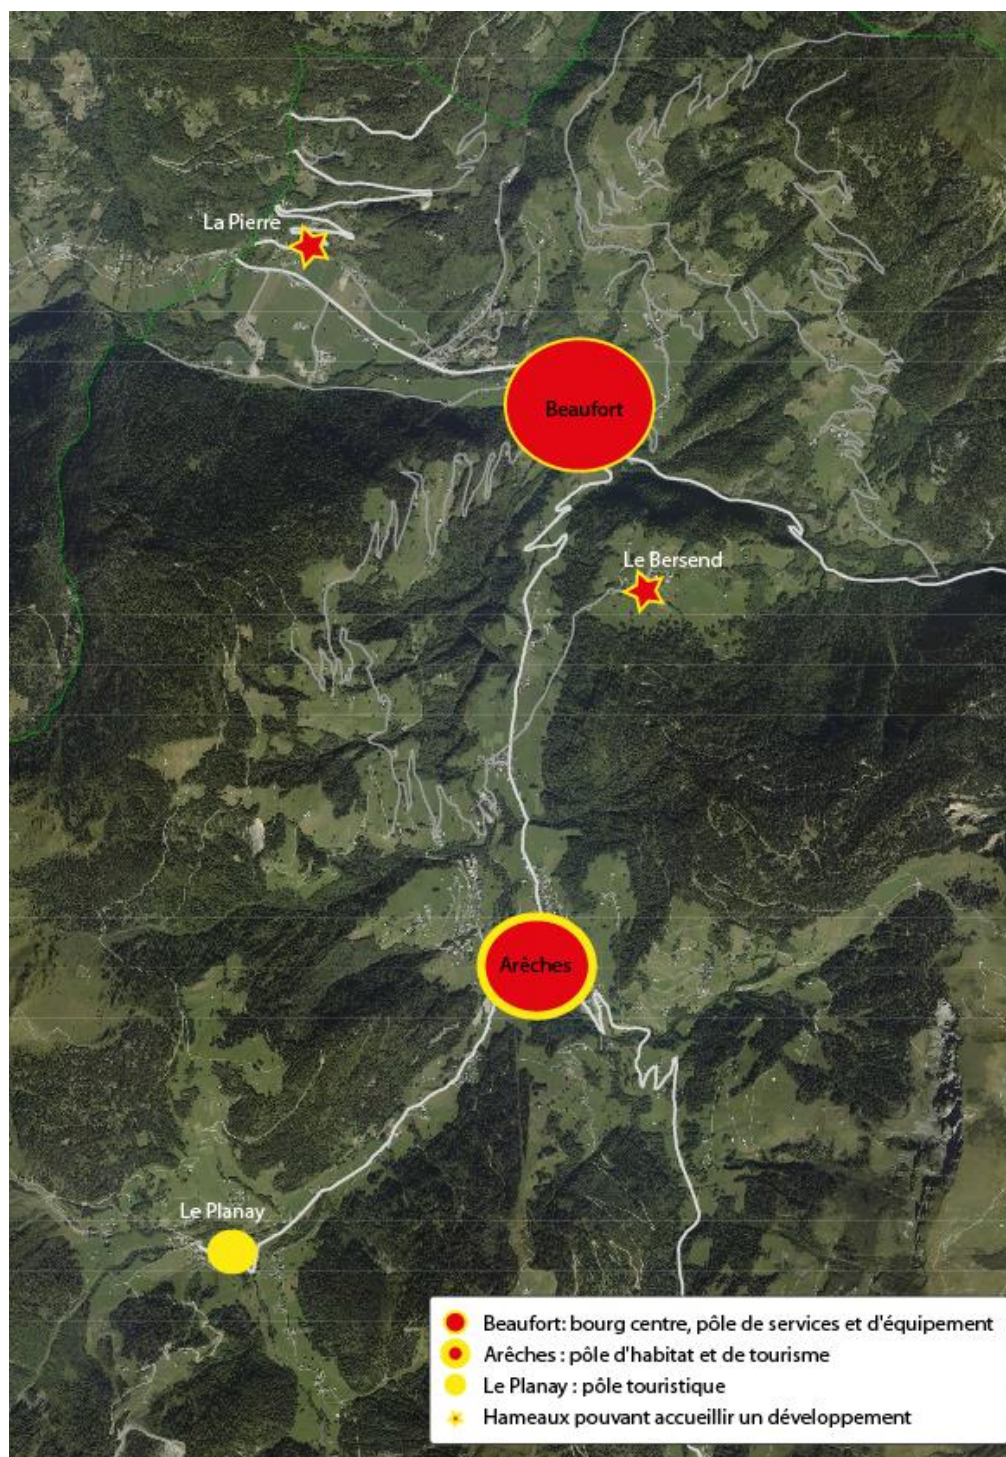 La Pierre
Beaufort
Le Bersend
Arêches
Le Planay
Beaufort: bourg centre, pôle de services et d'équipement
Arêches : pôle d'habitat et de tourisme
Le Planay : pôle touristique
Hameaux pouvant accueillir un développement